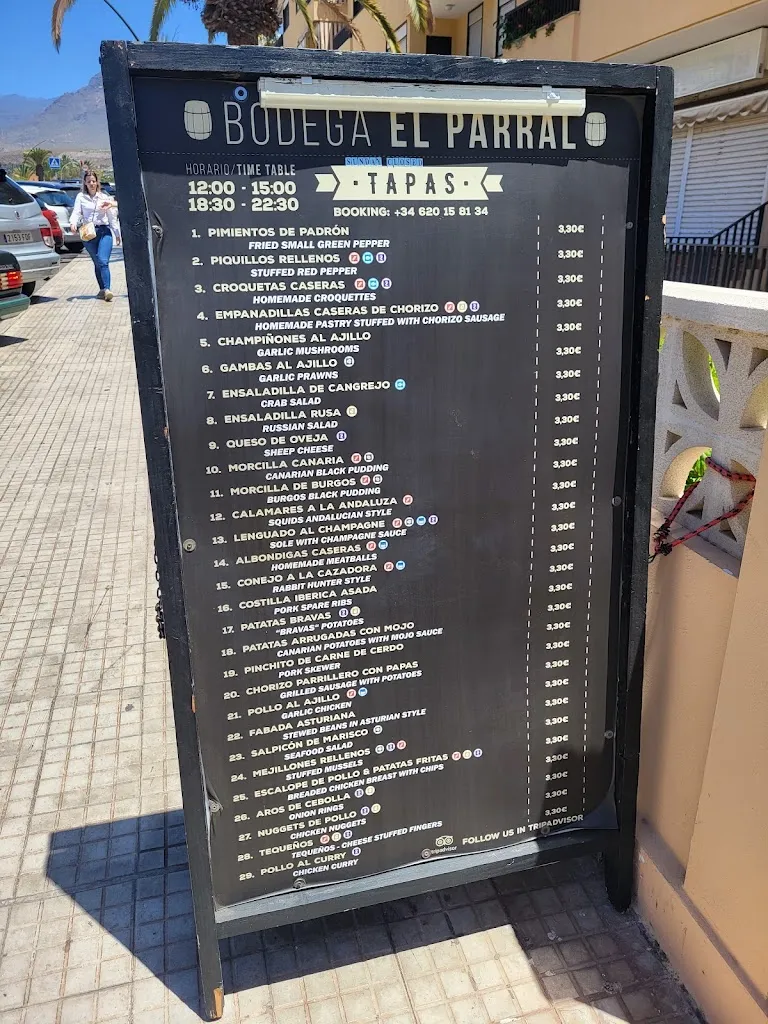 BODEGA EL PARRAL
SUNDAY CLOSED
HORARIO/TIME TABLE
12:00 - 15:00
18:30 - 22:30
·TAPAS·
BOOKING: +34 620 15 81 34
1. PIMIENTOS DE PADRÓN 3,30€
FRIED SMALL GREEN PEPPER
2. PIQUILLOS RELLENOS 3,30€
STUFFED RED PEPPER
3. CROQUETAS CASERAS 3,30€
HOMEMADE CROQUETTES
4. EMPANADILLAS CASERAS DE CHORIZO 3,30€
HOMEMADE PASTRY STUFFED WITH CHORIZO SAUSAGE
5. CHAMPIÑONES AL AJILLO 3,30€
GARLIC MUSHROOMS
6. GAMBAS AL AJILLO 3,30€
GARLIC PRAWNS
7. ENSALADILLA DE CANGREJO 3,30€
CRAB SALAD
8. ENSALADILLA RUSA 3,30€
RUSSIAN SALAD
9. QUESO DE OVEJA 3,30€
SHEEP CHEESE
10. MORCILLA CANARIA 3,30€
CANARIAN BLACK PUDDING
11. MORCILLA DE BURGOS 3,30€
BURGOS BLACK PUDDING
12. CALAMARES A LA ANDALUZA 3,30€
SQUIDS ANDALUCIAN STYLE
13. LENGUADO AL CHAMPAGNE 3,30€
SOLE WITH CHAMPAGNE SAUCE
14. ALBONDIGAS CASERAS 3,30€
HOMEMADE MEATBALLS
15. CONEJO A LA CAZADORA 3,30€
RABBIT HUNTER STYLE
16. COSTILLA IBERICA ASADA 3,30€
PORK SPARE RIBS
17. PATATAS BRAVAS 3,30€
"BRAVAS" POTATOES
18. PATATAS ARRUGADAS CON MOJO 3,30€
CANARIAN POTATOES WITH MOJO SAUCE
19. PINCHITO DE CARNE DE CERDO 3,30€
PORK SKEWER
20. CHORIZO PARRILLERO CON PAPAS 3,30€
GRILLED SAUSAGE WITH POTATOES
21. POLLO AL AJILLO 3,30€
GARLIC CHICKEN
22. FABADA ASTURIANA 3,30€
STEWED BEANS IN ASTURIAN STYLE
23. SALPICÓN DE MARISCO 3,30€
SEAFOOD SALAD
24. MEJILLONES RELLENOS 3,30€
STUFFED MUSSELS
25. ESCALOPE DE POLLO & PATATAS FRITAS 3,30€
BREADED CHICKEN BREAST WITH CHIPS
26. AROS DE CEBOLLA 3,30€
ONION RINGS
27. NUGGETS DE POLLO 3,30€
CHICKEN NUGGETS
28. TEQUEÑOS 3,30€
TEQUEÑOS - CHEESE STUFFED FINGERS
29. POLLO AL CURRY
CHICKEN CURRY
tripadvisor FOLLOW US IN TRIPADVISOR